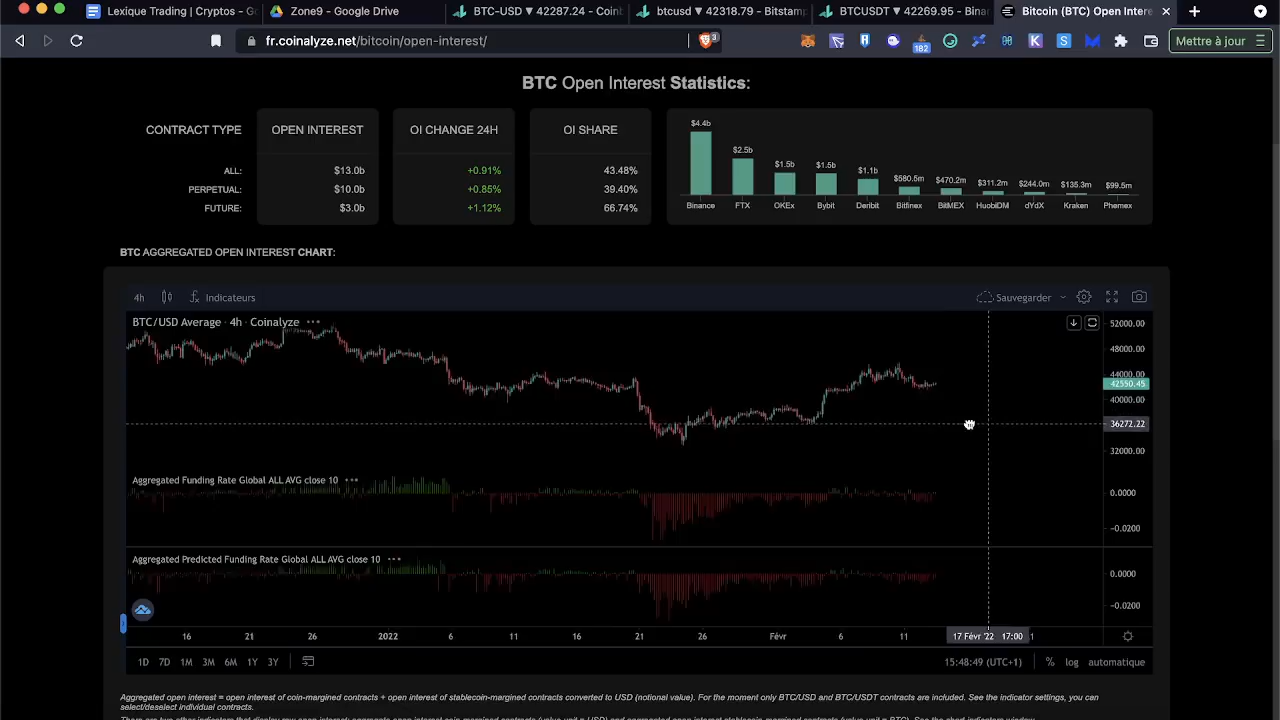 Lexique Trading | Cryptos - G
Zone9 - Google Drive
BTC-USD ▼ 42287.24 - Coin
btcusd ▼ 42318.79 - Bitstam
BTCUSDT ▼ 42269.95 - Bina
Bitcoin (BTC) Open Intere
fr.coinalyze.net/bitcoin/open-interest/
3
182
K
S
Mettre à jour
BTC Open Interest Statistics:
CONTRACT TYPE OPEN INTEREST OI CHANGE 24H OI SHARE
ALL: $13.0b +0.91% 43.48%
PERPETUAL: $10.0b +0.85% 39.40%
FUTURE: $3.0b +1.12% 66.74%
$4.4b $2.5b $1.5b $1.5b $1.1b $580.5m $470.2m $311.2m $244.0m $135.3m $99.5m
Binance FTX OKEx Bybit Deribit Bitfinex BitMEX HuobiDM dYdX Kraken Phemex
BTC AGGREGATED OPEN INTEREST CHART:
4h Indicateurs Sauvegarder
BTC/USD Average · 4h · Coinalyze
52000.00
48000.00
44000.00
42550.45
40000.00
36272.22
32000.00
Aggregated Funding Rate Global ALL AVG close 10
0.0000
−0.0200
Aggregated Predicted Funding Rate Global ALL AVG close 10
0.0000
−0.0200
16 21 26 2022 6 11 16 21 26 Févr 6 11 17 Févr '22 17:00 1
1D 7D 1M 3M 6M 1Y 3Y 15:48:49 (UTC+1) % log automatique
Aggregated open interest = open interest of coin-margined contracts + open interest of stablecoin-margined contracts converted to USD (notional value). For the moment only BTC/USD and BTC/USDT contracts are included. See the indicator settings, you can
select/deselect individual contracts.